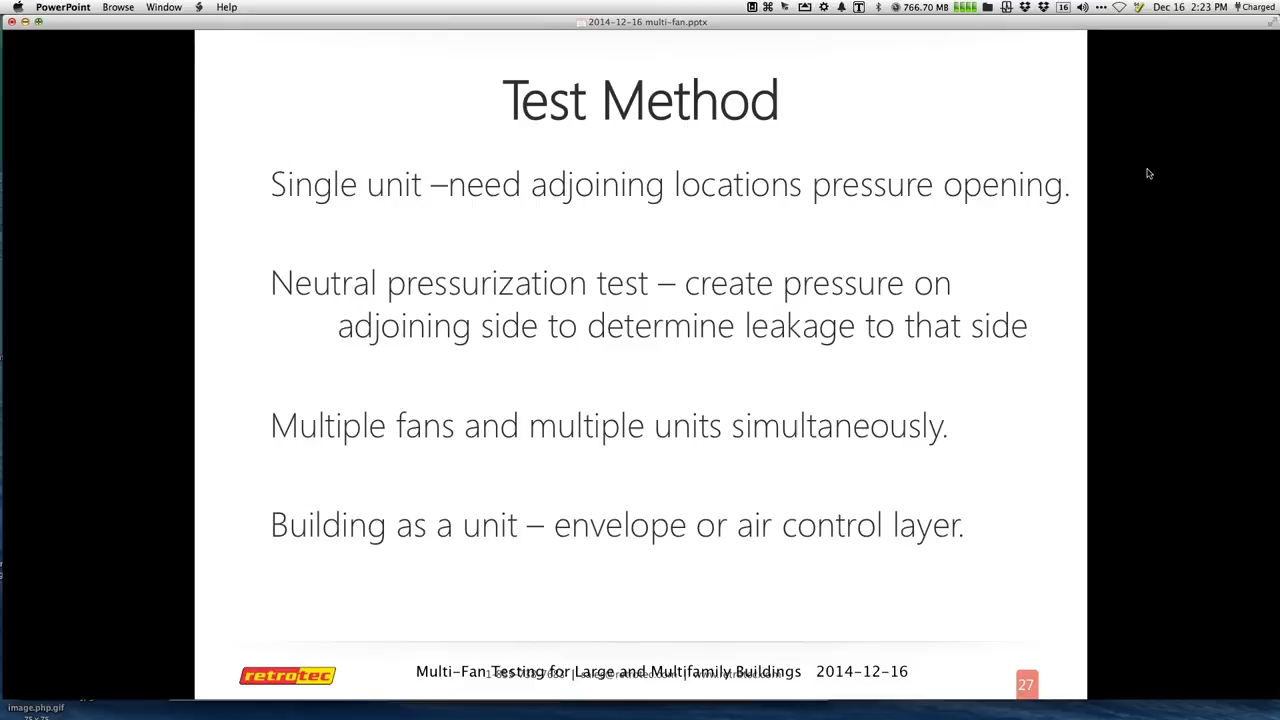 PowerPoint Browse Window Help 766.70 MB 16 Dec 16 2:23 PM Charged
2014-12-16 multi-fan.pptx
Test Method
Single unit –need adjoining locations pressure opening.
Neutral pressurization test – create pressure on
adjoining side to determine leakage to that side
Multiple fans and multiple units simultaneously.
Building as a unit – envelope or air control layer.
retrotec
Multi-Fan Testing for Large and Multifamily Buildings 2014-12-16
27
image.php.gif
75 x 75